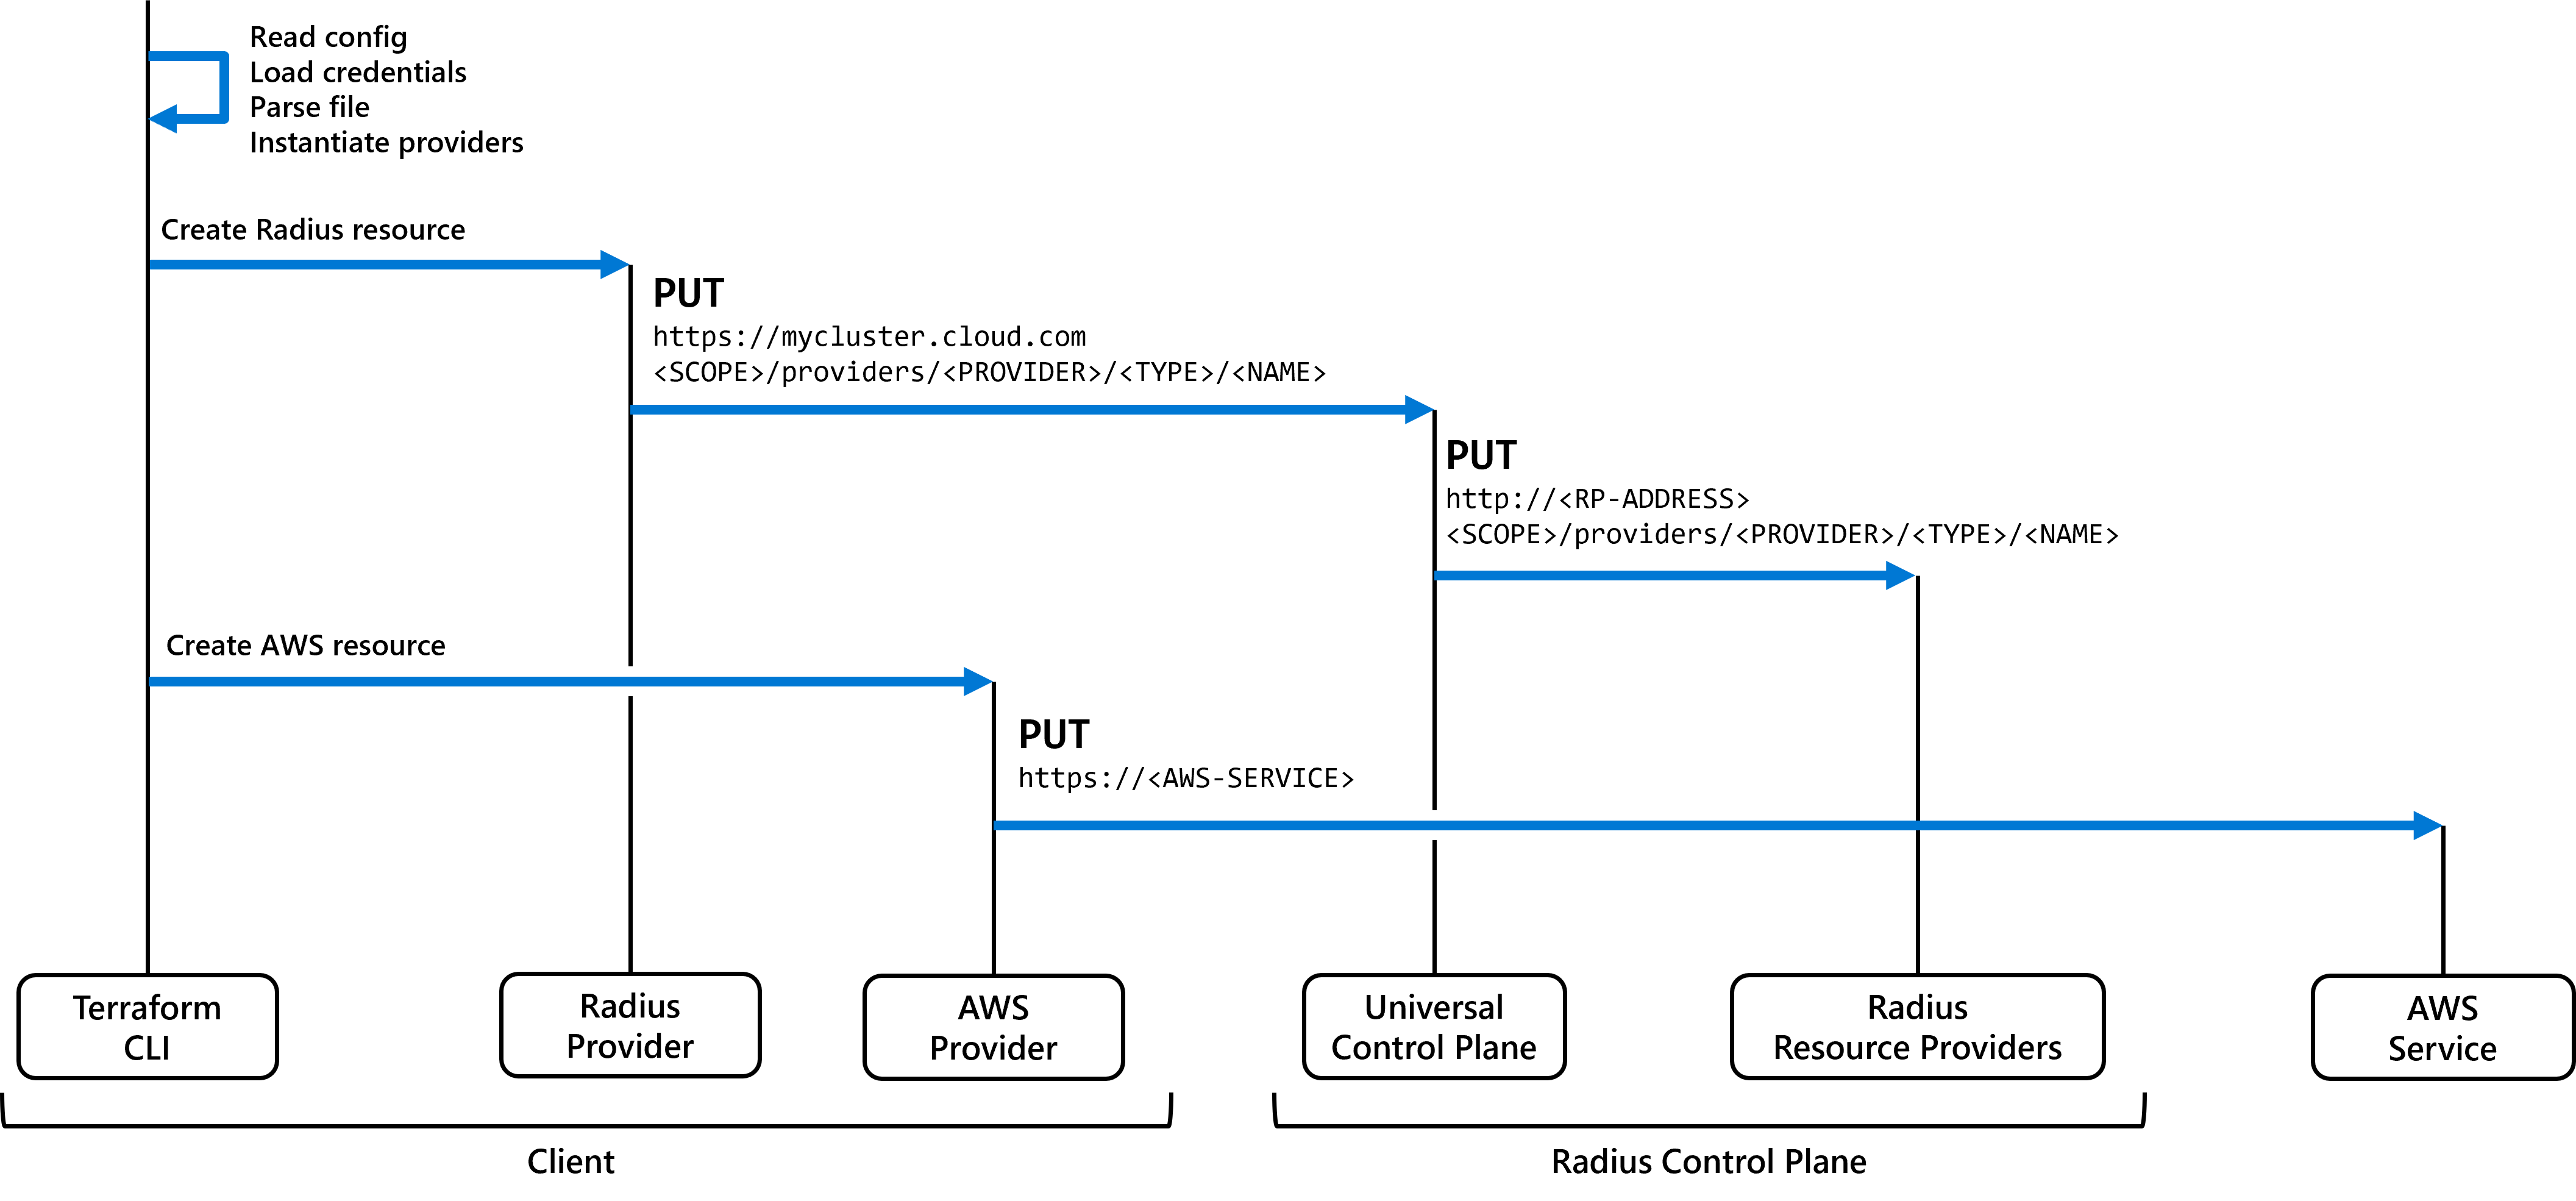 Read config
Load credentials
Parse file
Instantiate providers
Create Radius resource
PUT
https://mycluster.cloud.com
<SCOPE>/providers/<PROVIDER>/<TYPE>/<NAME>
PUT
http://<RP-ADDRESS>
<SCOPE>/providers/<PROVIDER>/<TYPE>/<NAME>
Create AWS resource
PUT
https://<AWS-SERVICE>
Terraform
CLI
Radius
Provider
AWS
Provider
Universal
Control Plane
Radius
Resource Providers
AWS
Service
Client
Radius Control Plane